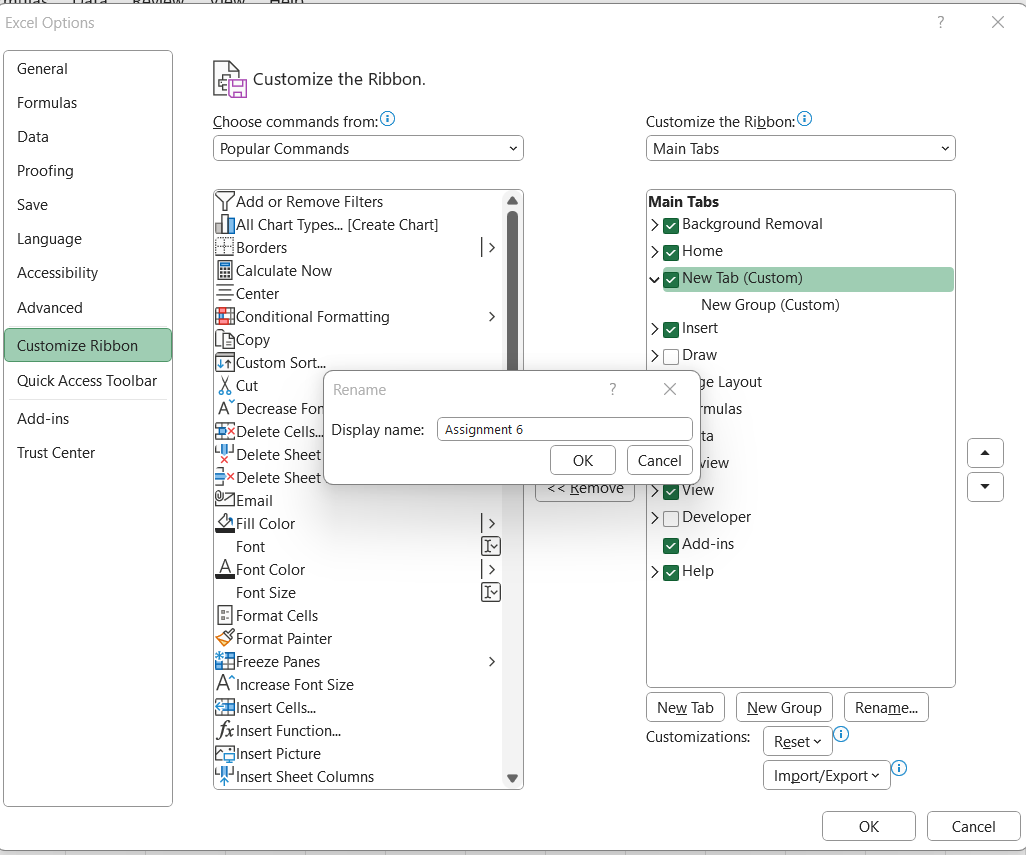 Data Review View Help
Excel Options
?
General
Formulas
Data
Proofing
Save
Language
Accessibility
Advanced
Customize Ribbon
Quick Access Toolbar
Add-ins
Trust Center
Customize the Ribbon.
Choose commands from:
Popular Commands
Add or Remove Filters
All Chart Types... [Create Chart]
Borders
Calculate Now
Center
Conditional Formatting
Copy
Custom Sort...
Cut
Decrease Fon
Delete Cells...
Delete Sheet
Delete Sheet
Email
Fill Color
Font
Font Color
Font Size
Format Cells
Format Painter
Freeze Panes
Increase Font Size
Insert Cells...
Insert Function...
Insert Picture
Insert Sheet Columns
Rename
?
Display name:
Assignment 6
OK
Cancel
<< Remove
Customize the Ribbon:
Main Tabs
Main Tabs
Background Removal
Home
New Tab (Custom)
New Group (Custom)
Insert
Draw
ge Layout
rmulas
ta
view
View
Developer
Add-ins
Help
New Tab
New Group
Rename...
Customizations:
Reset
Import/Export
OK
Cancel